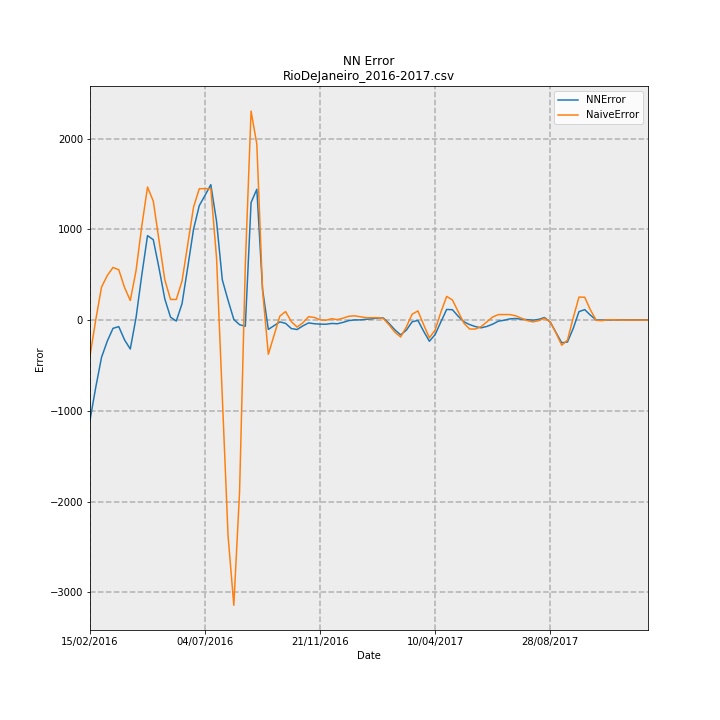 NN Error
RioDeJaneiro_2016-2017.csv
NNError
NaiveError
Error
2000
1000
0
−1000
−2000
−3000
15/02/2016
04/07/2016
21/11/2016
10/04/2017
28/08/2017
Date